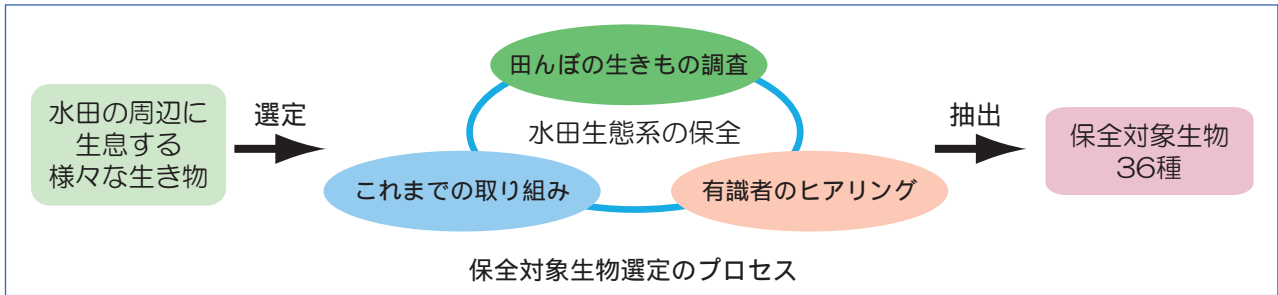 水田の周辺に
生息する
様々な生き物
選定
田んぼの生きもの調査
水田生態系の保全
これまでの取り組み
有識者のヒアリング
抽出
保全対象生物
36種
保全対象生物選定のプロセス